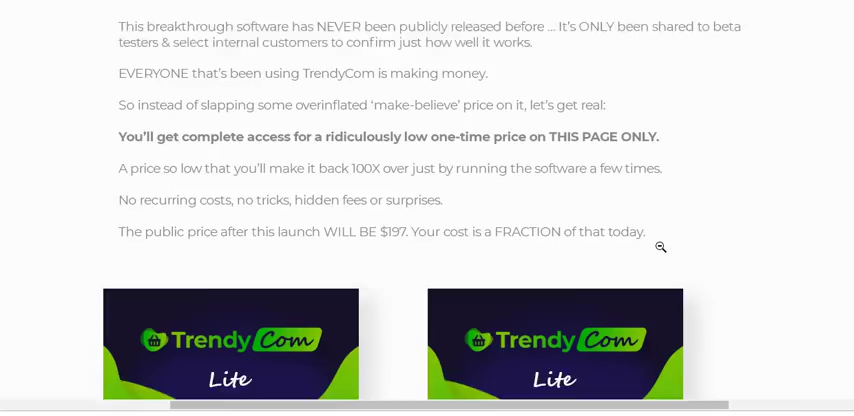 This breakthrough software has NEVER been publicly released before ... It's ONLY been shared to beta
testers & select internal customers to confirm just how well it works.
EVERYONE that's been using TrendyCom is making money.
So instead of slapping some overinflated 'make-believe' price on it, let's get real:
You'll get complete access for a ridiculously low one-time price on THIS PAGE ONLY.
A price so low that you'll make it back 100X over just by running the software a few times.
No recurring costs, no tricks, hidden fees or surprises.
The public price after this launch WILL BE $197. Your cost is a FRACTION of that today.
TrendyCom TrendyCom
Lite Lite